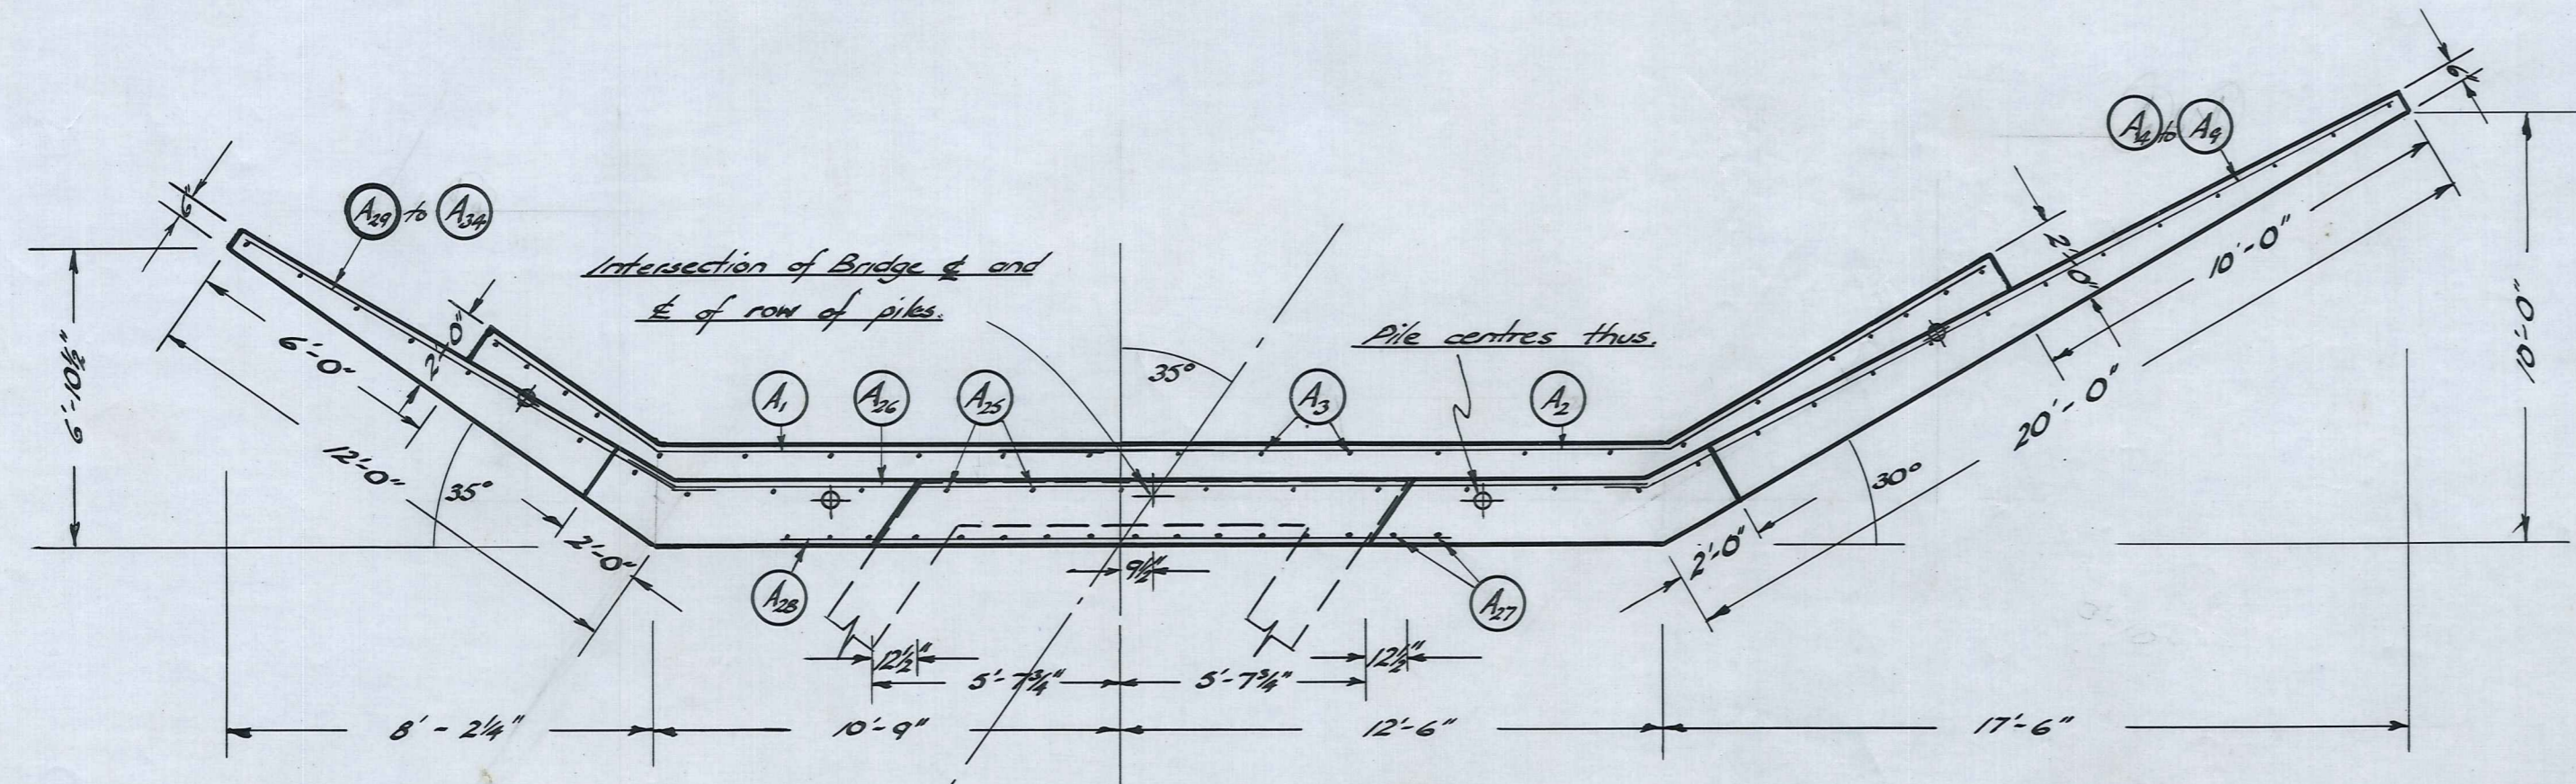 6"
A29 to A34
6'-10½"
6'-0"
2'-0"
12'-0"
35°
2'-0"
Intersection of Bridge ℄ and
℄ of row of piles.
35°
Pile centres thus.
A1
A26
A25
A3
A2
A4 to A9
6"
2'-0"
10'-0"
20'-0"
10'-0"
30°
2'-0"
A28
9½"
A27
12½"
12½"
5'-7¾"
5'-7¾"
8'-2¼"
10'-9"
12'-6"
17'-6"